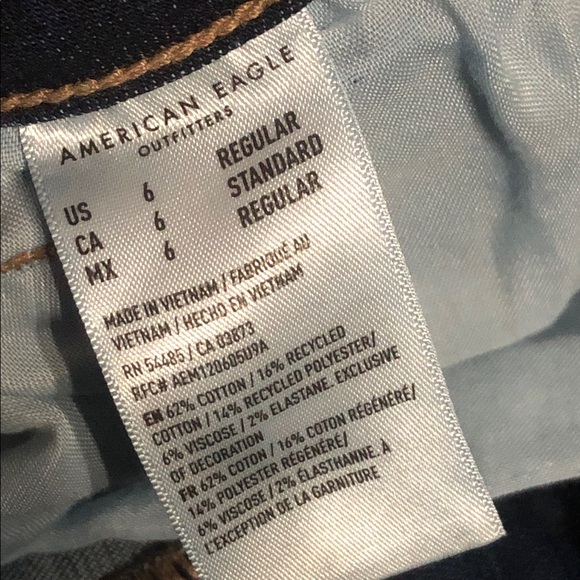 AMERICAN EAGLE
OUTFITTERS
US 6 REGULAR
CA 6 STANDARD
MX 6 REGULAR
MADE IN VIETNAM / FABRIQUÉ AU
VIETNAM / HECHO EN VIETNAM
RN 54485 / CA 03873
RFC# AEM120685U9A
EN 62% COTTON / 16% RECYCLED
COTTON / 14% RECYCLED POLYESTER/
6% VISCOSE / 2% ELASTANE. EXCLUSIVE
OF DECORATION
FR 62% COTON / 16% COTON RÉGÉNÉRÉ/
14% POLYESTER RÉGÉNÉRÉ/
6% VISCOSE / 2% ÉLASTHANNE. À
L'EXCEPTION DE LA GARNITURE